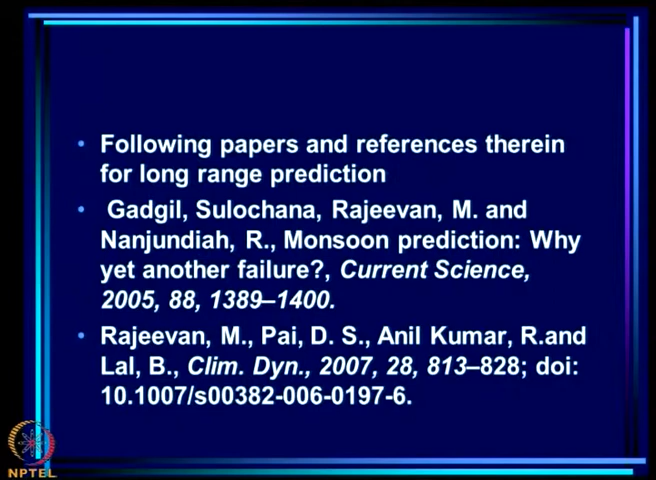 • Following papers and references therein
for long range prediction
• Gadgil, Sulochana, Rajeevan, M. and
Nanjundiah, R., Monsoon prediction: Why
yet another failure?, Current Science,
2005, 88, 1389–1400.
• Rajeevan, M., Pai, D. S., Anil Kumar, R.and
Lal, B., Clim. Dyn., 2007, 28, 813–828; doi:
10.1007/s00382-006-0197-6.
NPTEL